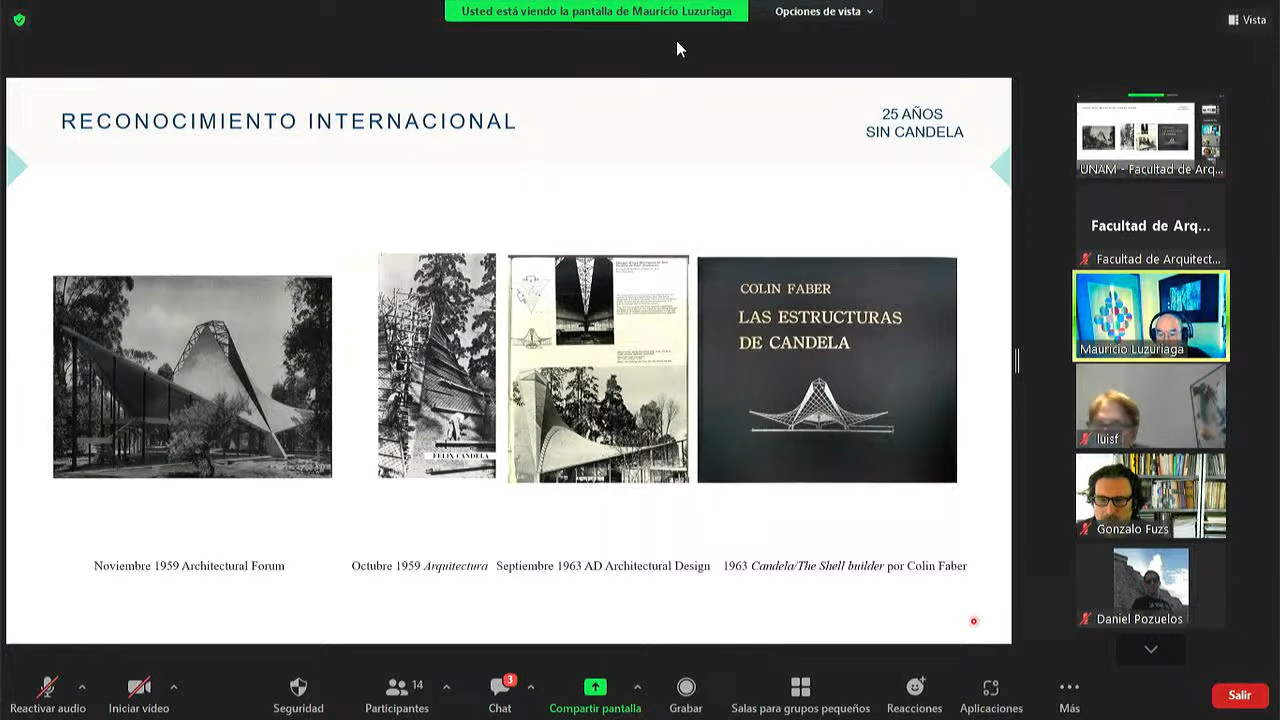 Usted está viendo la pantalla de Mauricio Luzuriaga
Opciones de vista
Vista
RECONOCIMIENTO INTERNACIONAL
25 AÑOS
SIN CANDELA
COLIN FABER
LAS ESTRUCTURAS
DE CANDELA
FELIX CANDELA
Noviembre 1959 Architectural Forum
Octubre 1959 Arquitectura
Septiembre 1963 AD Architectural Design
1963 Candela/The Shell builder por Colin Faber
UNAM - Facultad de Arq...
Facultad de Arq...
Facultad de Arquitect...
Mauricio Luzuriaga
luisf
Gonzalo Fuzs
Daniel Pozuelos
Reactivar audio
Iniciar vídeo
Seguridad
14
Participantes
3
Chat
Compartir pantalla
Grabar
Salas para grupos pequeños
Reacciones
Aplicaciones
Más
Salir